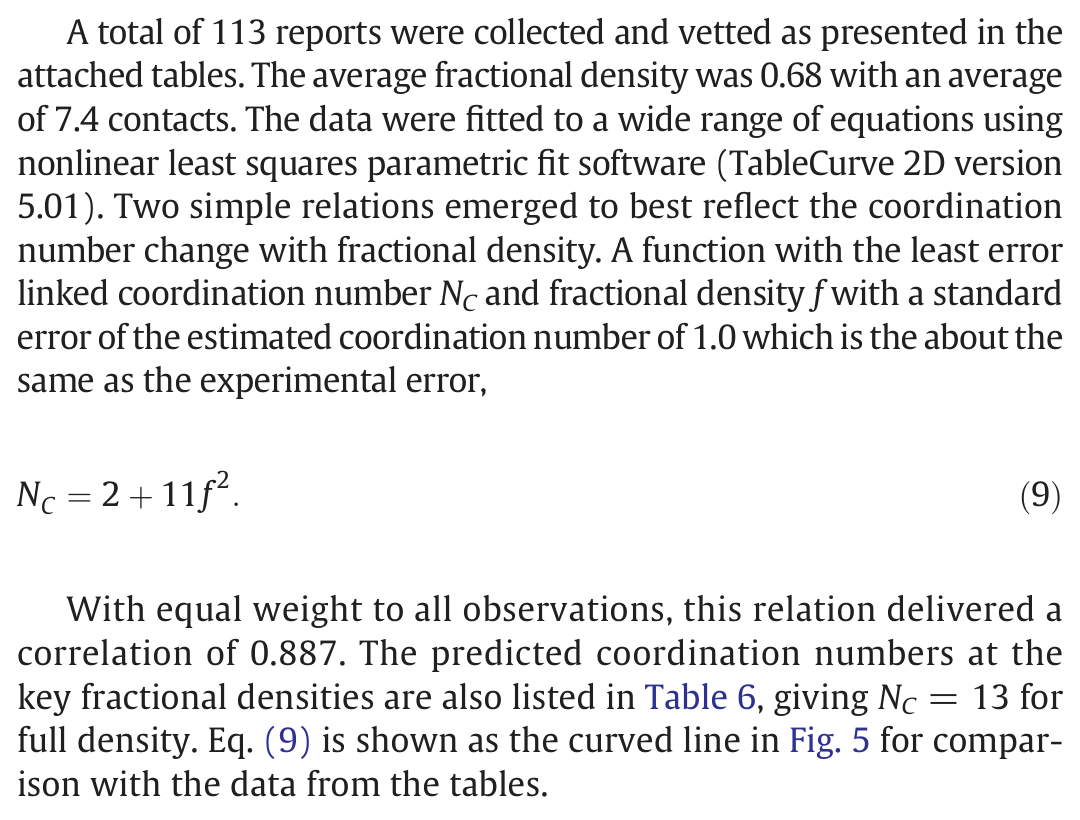 A total of 113 reports were collected and vetted as presented in the
attached tables. The average fractional density was 0.68 with an average
of 7.4 contacts. The data were fitted to a wide range of equations using
nonlinear least squares parametric fit software (TableCurve 2D version
5.01). Two simple relations emerged to best reflect the coordination
number change with fractional density. A function with the least error
linked coordination number N_C and fractional density f with a standard
error of the estimated coordination number of 1.0 which is the about the
same as the experimental error,
N_C = 2 + 11f^2. (9)
With equal weight to all observations, this relation delivered a
correlation of 0.887. The predicted coordination numbers at the
key fractional densities are also listed in Table 6, giving N_C = 13 for
full density. Eq. (9) is shown as the curved line in Fig. 5 for compar-
ison with the data from the tables.